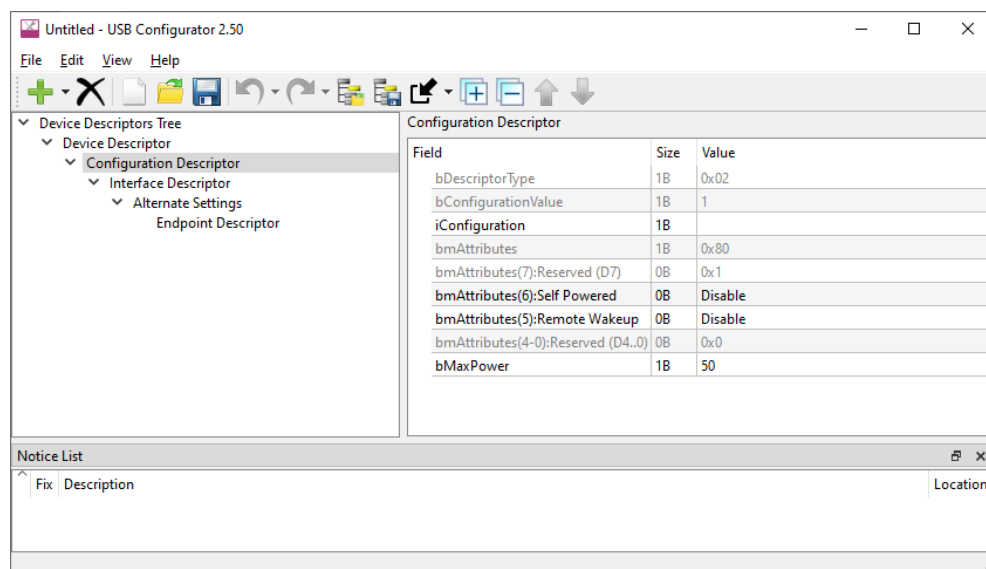 Untitled - USB Configurator 2.50
File Edit View Help
Device Descriptors Tree
Device Descriptor
Configuration Descriptor
Interface Descriptor
Alternate Settings
Endpoint Descriptor
Configuration Descriptor
Field Size Value
bDescriptorType 1B 0x02
bConfigurationValue 1B 1
iConfiguration 1B
bmAttributes 1B 0x80
bmAttributes(7):Reserved (D7) 0B 0x1
bmAttributes(6):Self Powered 0B Disable
bmAttributes(5):Remote Wakeup 0B Disable
bmAttributes(4-0):Reserved (D4..0) 0B 0x0
bMaxPower 1B 50
Notice List
Fix Description Location